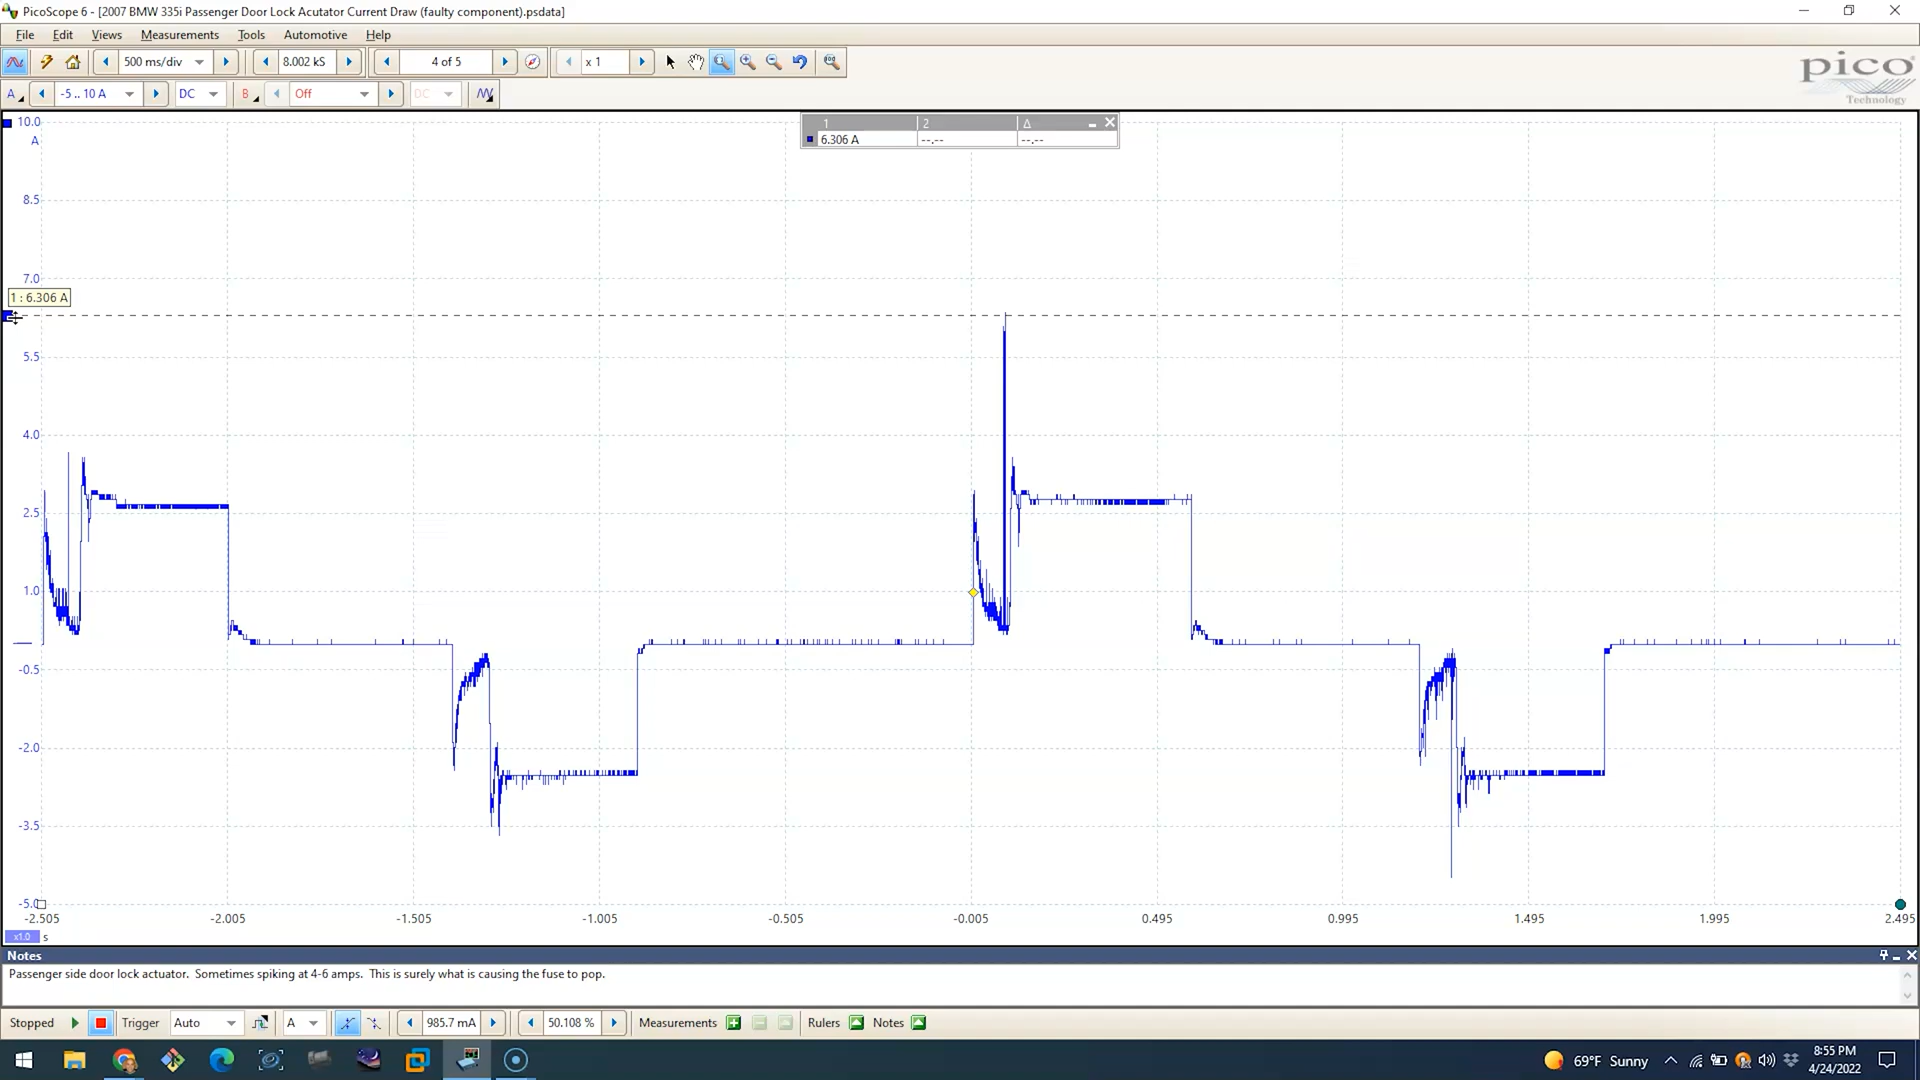 PicoScope 6 - [2007 BMW 335i Passenger Door Lock Acutator Current Draw (faulty component).psdata]
File Edit Views Measurements Tools Automotive Help
500 ms/div 8.002 kS 4 of 5 x 1
pico
Technology
A -5 .. 10 A DC B Off DC
1 2 Δ
6.306 A --.-- --.--
10.0
A
8.5
7.0
1 : 6.306 A
5.5
4.0
2.5
1.0
-0.5
-2.0
-3.5
-5.0
-2.505 -2.005 -1.505 -1.005 -0.505 -0.005 0.495 0.995 1.495 1.995 2.495
x1.0 s
Notes
Passenger side door lock actuator. Sometimes spiking at 4-6 amps. This is surely what is causing the fuse to pop.
Stopped Trigger Auto A 985.7 mA 50.108 % Measurements Rulers Notes
69°F Sunny 8:55 PM
4/24/2022